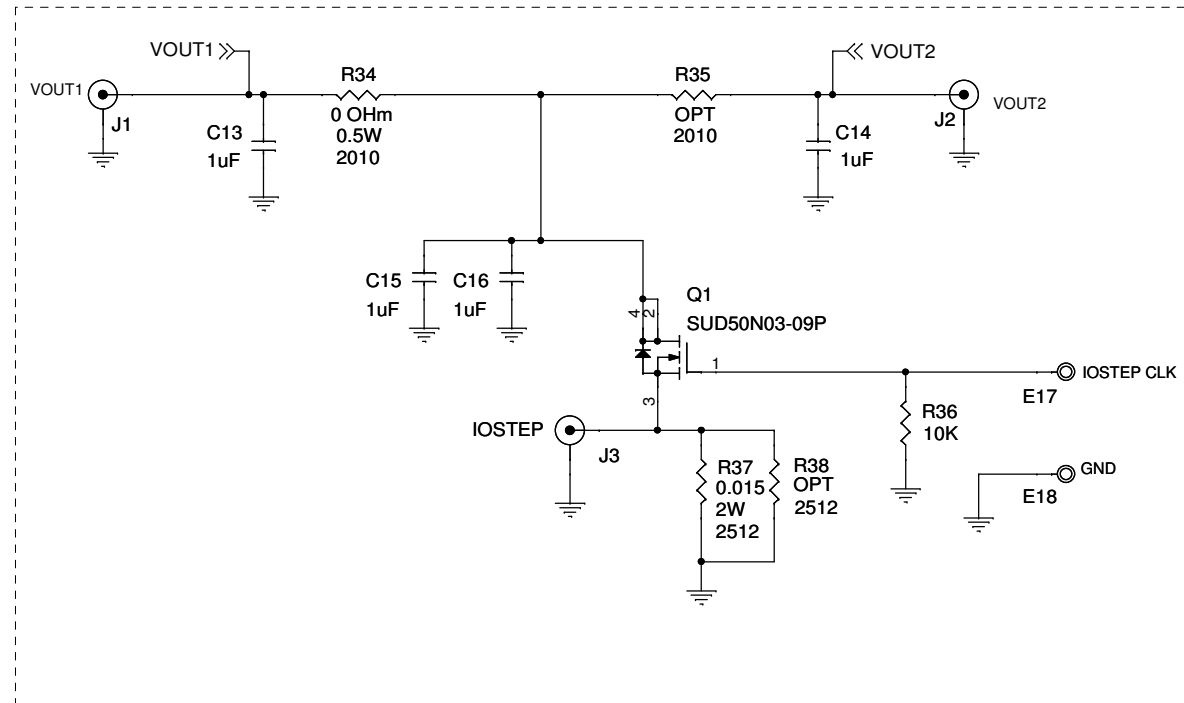 VOUT1
VOUT2
VOUT1
J1
R34
0 OHm
0.5W
2010
R35
OPT
2010
J2
VOUT2
C13
1uF
C14
1uF
C15
1uF
C16
1uF
Q1
SUD50N03-09P
4
2
1
3
IOSTEP CLK
E17
R36
10K
IOSTEP
J3
R37
0.015
2W
2512
R38
OPT
2512
GND
E18